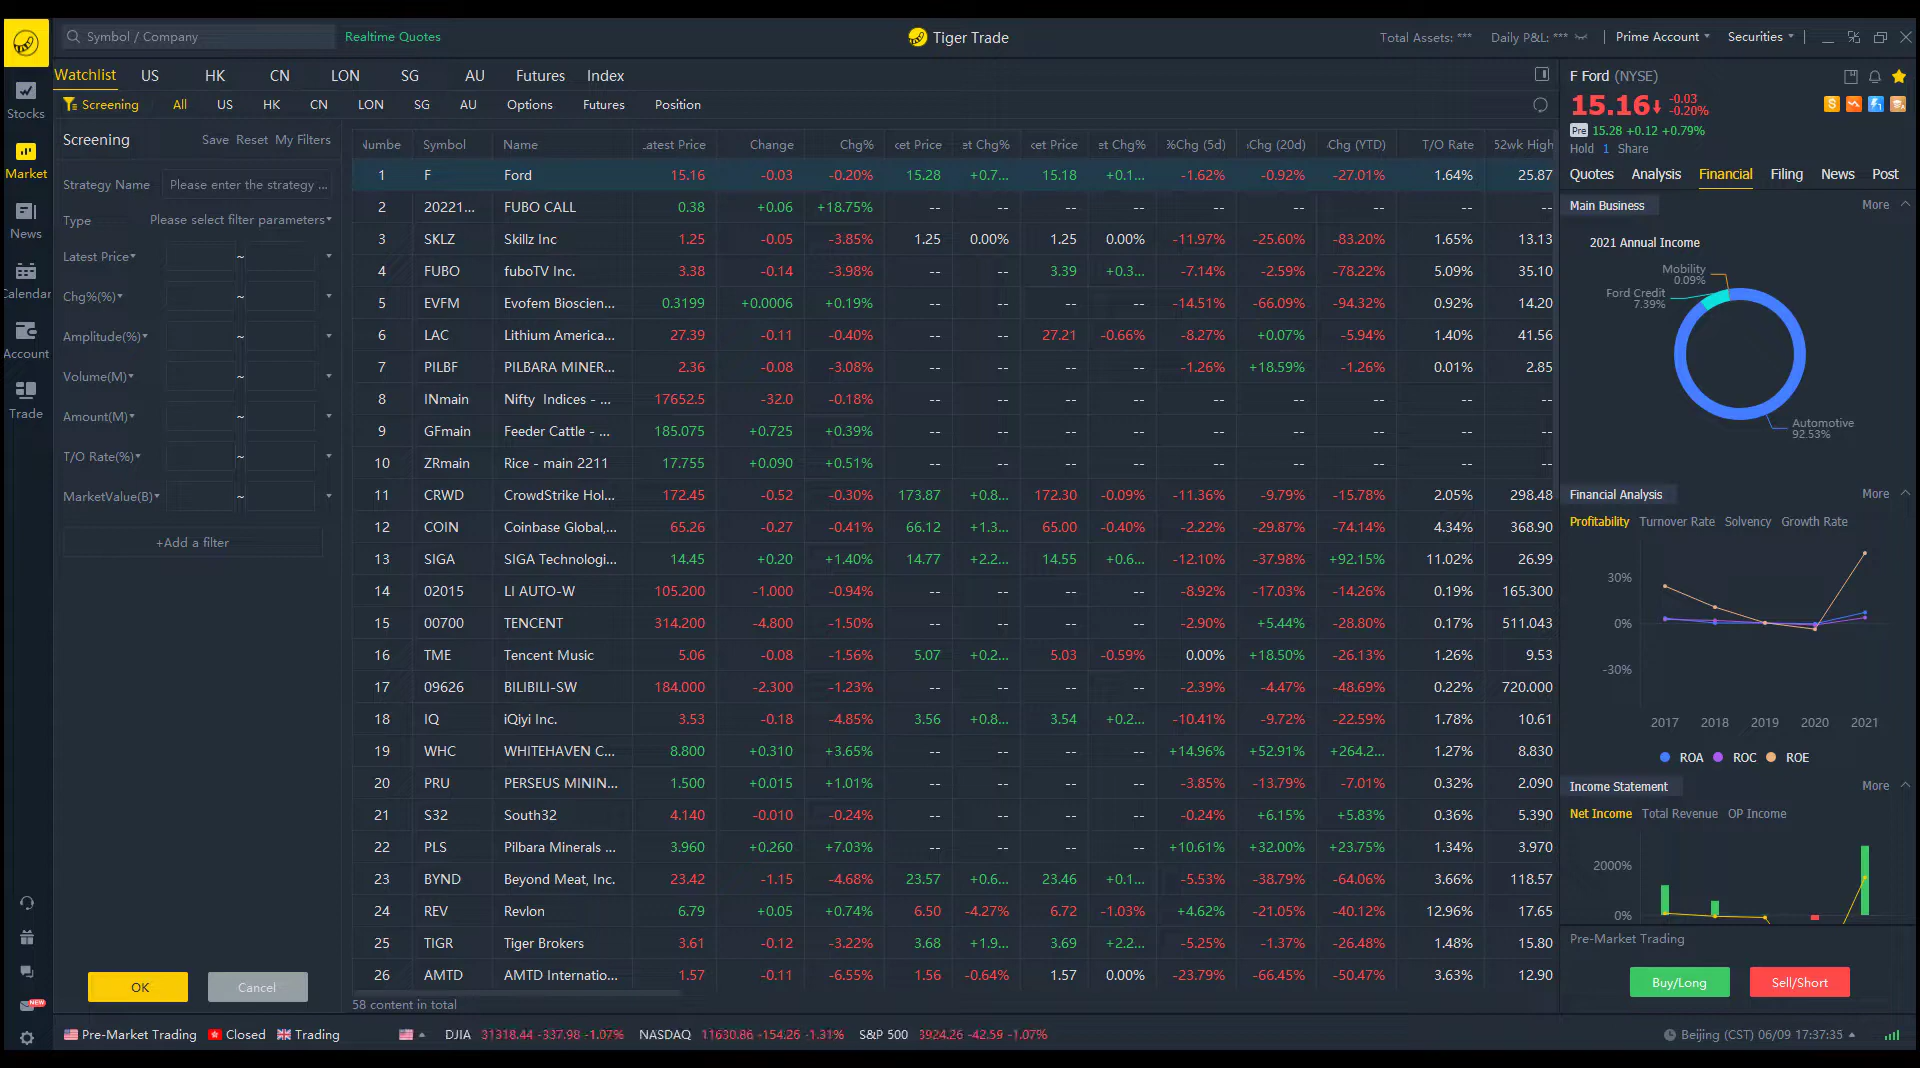 Symbol / Company
Realtime Quotes
Tiger Trade
Total Assets: ***
Daily P&L: ***
Prime Account
Securities
Stocks
Market
News
Calendar
Account
Trade
Watchlist US HK CN LON SG AU Futures Index
Screening All US HK CN LON SG AU Options Futures Position
Screening Save Reset My Filters
Strategy Name Please enter the strategy ...
Type Please select filter parameters
Latest Price ~
Chg%(%) ~
Amplitude(%) ~
Volume(M) ~
Amount(M) ~
T/O Rate(%) ~
MarketValue(B) ~
+Add a filter
OK Cancel
Numbe Symbol Name Latest Price Change Chg% cet Price et Chg% cet Price et Chg% %Chg (5d) Chg (20d) Chg (YTD) T/O Rate 52wk High
1 F Ford 15.16 -0.03 -0.20% 15.28 +0.7... 15.18 +0.1... -1.62% -0.92% -27.01% 1.64% 25.87
2 20221... FUBO CALL 0.38 +0.06 +18.75% -- -- -- -- -- -- -- -- --
3 SKLZ Skillz Inc 1.25 -0.05 -3.85% 1.25 0.00% 1.25 0.00% -11.97% -25.60% -83.20% 1.65% 13.13
4 FUBO fuboTV Inc. 3.38 -0.14 -3.98% -- -- 3.39 +0.3... -7.14% -2.59% -78.22% 5.09% 35.10
5 EVFM Evofem Bioscien... 0.3199 +0.0006 +0.19% -- -- -- -- -14.51% -66.09% -94.32% 0.92% 14.20
6 LAC Lithium America... 27.39 -0.11 -0.40% -- -- 27.21 -0.66% -8.27% +0.07% -5.94% 1.40% 41.56
7 PILBF PILBARA MINER... 2.36 -0.08 -3.08% -- -- -- -- -1.26% +18.59% -1.26% 0.01% 2.85
8 INmain Nifty Indices - ... 17652.5 -32.0 -0.18% -- -- -- -- -- -- -- -- --
9 GFmain Feeder Cattle - ... 185.075 +0.725 +0.39% -- -- -- -- -- -- -- -- --
10 ZRmain Rice - main 2211 17.755 +0.090 +0.51% -- -- -- -- -- -- -- -- --
11 CRWD CrowdStrike Hol... 172.45 -0.52 -0.30% 173.87 +0.8... 172.30 -0.09% -11.36% -9.79% -15.78% 2.05% 298.48
12 COIN Coinbase Global,... 65.26 -0.27 -0.41% 66.12 +1.3... 65.00 -0.40% -2.22% -29.87% -74.14% 4.34% 368.90
13 SIGA SIGA Technologi... 14.45 +0.20 +1.40% 14.77 +2.2... 14.55 +0.6... -12.10% -37.98% +92.15% 11.02% 26.99
14 02015 LI AUTO-W 105.200 -1.000 -0.94% -- -- -- -- -8.92% -17.03% -14.26% 0.19% 165.300
15 00700 TENCENT 314.200 -4.800 -1.50% -- -- -- -- -2.90% +5.44% -28.80% 0.17% 511.043
16 TME Tencent Music 5.06 -0.08 -1.56% 5.07 +0.2... 5.03 -0.59% 0.00% +18.50% -26.13% 1.26% 9.53
17 09626 BILIBILI-SW 184.000 -2.300 -1.23% -- -- -- -- -2.39% -4.47% -48.69% 0.22% 720.000
18 IQ iQiyi Inc. 3.53 -0.18 -4.85% 3.56 +0.8... 3.54 +0.2... -10.41% -9.72% -22.59% 1.78% 10.61
19 WHC WHITEHAVEN C... 8.800 +0.310 +3.65% -- -- -- -- +14.96% +52.91% +264.2... 1.27% 8.830
20 PRU PERSEUS MININ... 1.500 +0.015 +1.01% -- -- -- -- -3.85% -13.79% -7.01% 0.32% 2.090
21 S32 South32 4.140 -0.010 -0.24% -- -- -- -- -0.24% +6.15% +5.83% 0.36% 5.390
22 PLS Pilbara Minerals ... 3.960 +0.260 +7.03% -- -- -- -- +10.61% +32.00% +23.75% 1.34% 3.970
23 BYND Beyond Meat, Inc. 23.42 -1.15 -4.68% 23.57 +0.6... 23.46 +0.1... -5.53% -38.79% -64.06% 3.66% 118.57
24 REV Revlon 6.79 +0.05 +0.74% 6.50 -4.27% 6.72 -1.03% +4.62% -21.05% -40.12% 12.96% 17.65
25 TIGR Tiger Brokers 3.61 -0.12 -3.22% 3.68 +1.9... 3.69 +2.2... -5.25% -1.37% -26.48% 1.48% 15.80
26 AMTD AMTD Internatio... 1.57 -0.11 -6.55% 1.56 -0.64% 1.57 0.00% -23.79% -66.45% -50.47% 3.63% 12.90
58 content in total
F Ford (NYSE)
15.16 -0.03
-0.20%
Pre 15.28 +0.12 +0.79%
Hold 1 Share
Quotes Analysis Financial Filing News Post
Main Business More
2021 Annual Income
Mobility
0.09%
Ford Credit
7.39%
Automotive
92.53%
Financial Analysis More
Profitability Turnover Rate Solvency Growth Rate
30%
0%
-30%
2017 2018 2019 2020 2021
ROA ROC ROE
Income Statement More
Net Income Total Revenue OP Income
2000%
0%
Pre-Market Trading
Buy/Long Sell/Short
NEW
Pre-Market Trading Closed Trading
DJIA 31318.44 -337.98 -1.07% NASDAQ 11630.86 -154.26 -1.31% S&P 500 3924.26 -42.59 -1.07%
Beijing (CST) 06/09 17:37:35